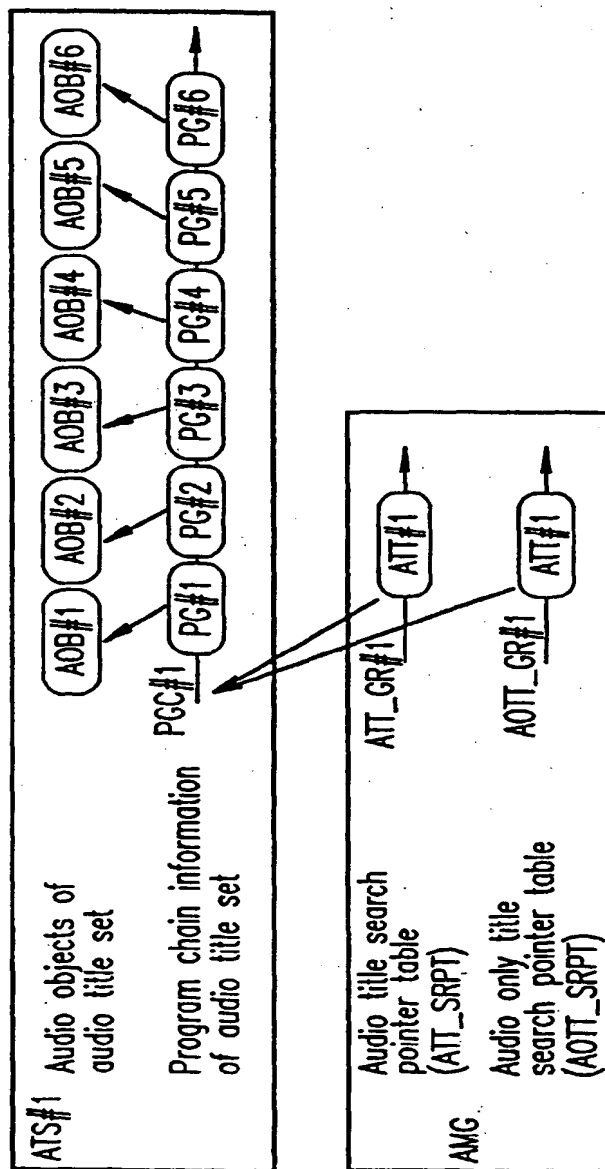 ATS#1
Audio objects of
audio title set
AOB#1 AOB#2 AOB#3 AOB#4 AOB#5 AOB#6
Program chain information
of audio title set
PGC#1
PG#1 PG#2 PG#3 PG#4 PG#5 PG#6
AMG
Audio title search
pointer table
(ATT_SRPT)
ATT_GR#1
ATT#1
Audio only title
search pointer table
(AOTT_SRPT)
AOTT_GR#1
ATT#1